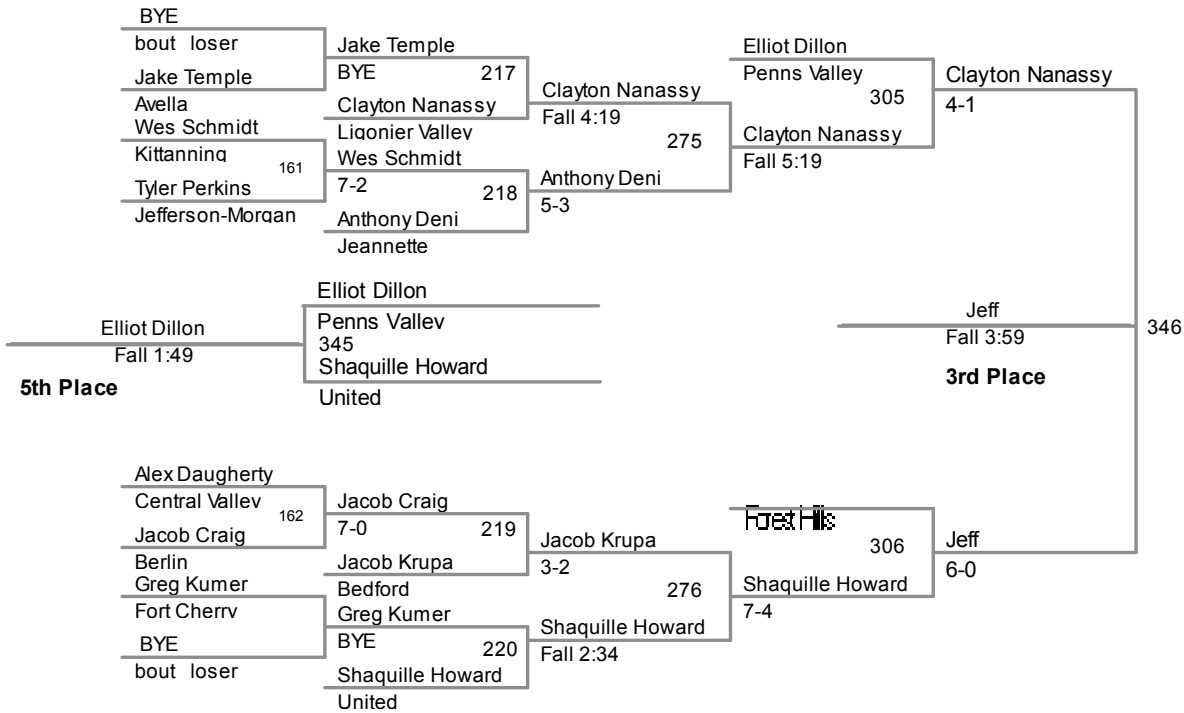 BYE
bout loser
Jake Temple
Avella
Wes Schmidt
Kittanning
161
Tyler Perkins
Jefferson-Morgan
Jake Temple
BYE
217
Clayton Nanassy
Ligonier Valley
Wes Schmidt
7-2
218
Anthony Deni
Jeannette
Clayton Nanassy
Fall 4:19
275
Anthony Deni
5-3
Elliot Dillon
Penns Valley
305
Clayton Nanassy
Fall 5:19
Clayton Nanassy
4-1
Elliot Dillon
Penns Valley
345
Shaquille Howard
United
Elliot Dillon
Fall 1:49
5th Place
Jeff
Fall 3:59
346
3rd Place
Alex Daugherty
Central Valley
162
Jacob Craig
Berlin
Greg Kumer
Fort Cherry
BYE
bout loser
Jacob Craig
7-0
219
Jacob Krupa
Bedford
Greg Kumer
BYE
220
Shaquille Howard
United
Jacob Krupa
3-2
276
Shaquille Howard
Fall 2:34
Forest Hills
306
Shaquille Howard
7-4
Jeff
6-0